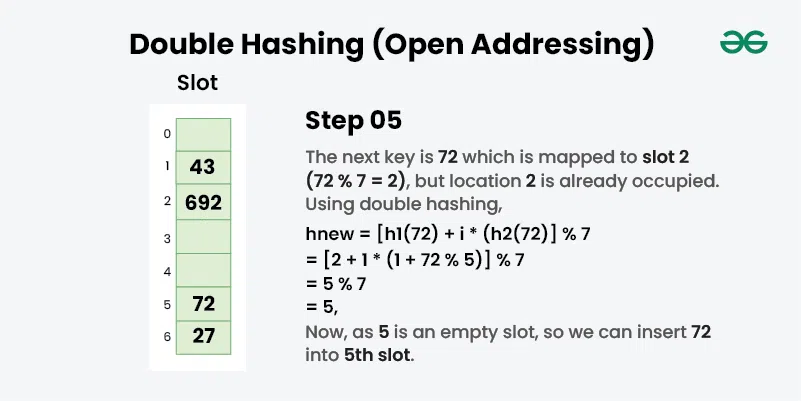 Double Hashing (Open Addressing)
Slot
0
1 43
2 692
3
4
5 72
6 27
Step 05
The next key is 72 which is mapped to slot 2
(72 % 7 = 2), but location 2 is already occupied.
Using double hashing,
hnew = [h1(72) + i * (h2(72)] % 7
= [2 + 1 * (1 + 72 % 5)] % 7
= 5 % 7
= 5,
Now, as 5 is an empty slot, so we can insert 72
into 5th slot.